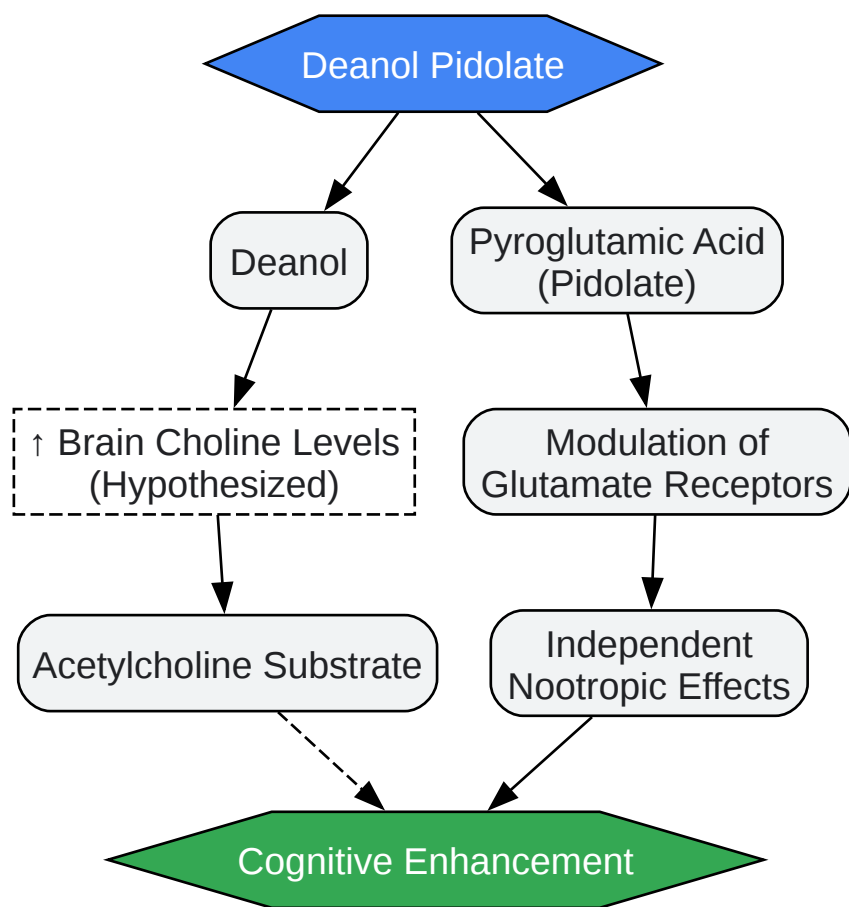 Deanol Pidolate
Deanol
Pyroglutamic Acid
(Pidolate)
↑ Brain Choline Levels
(Hypothesized)
Modulation of
Glutamate Receptors
Acetylcholine Substrate
Independent
Nootropic Effects
Cognitive Enhancement